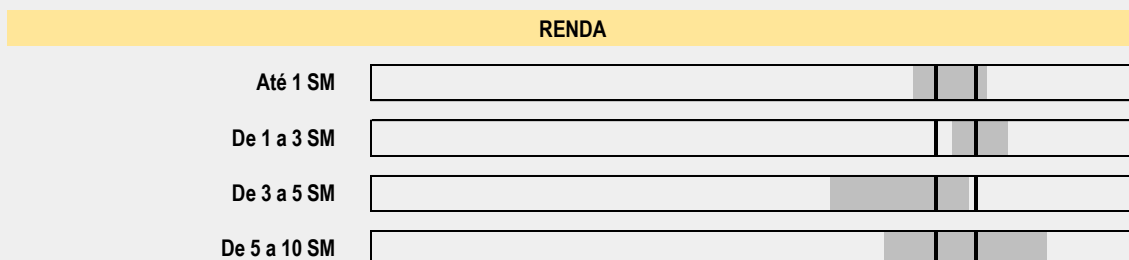 RENDA
Até 1 SM
De 1 a 3 SM
De 3 a 5 SM
De 5 a 10 SM